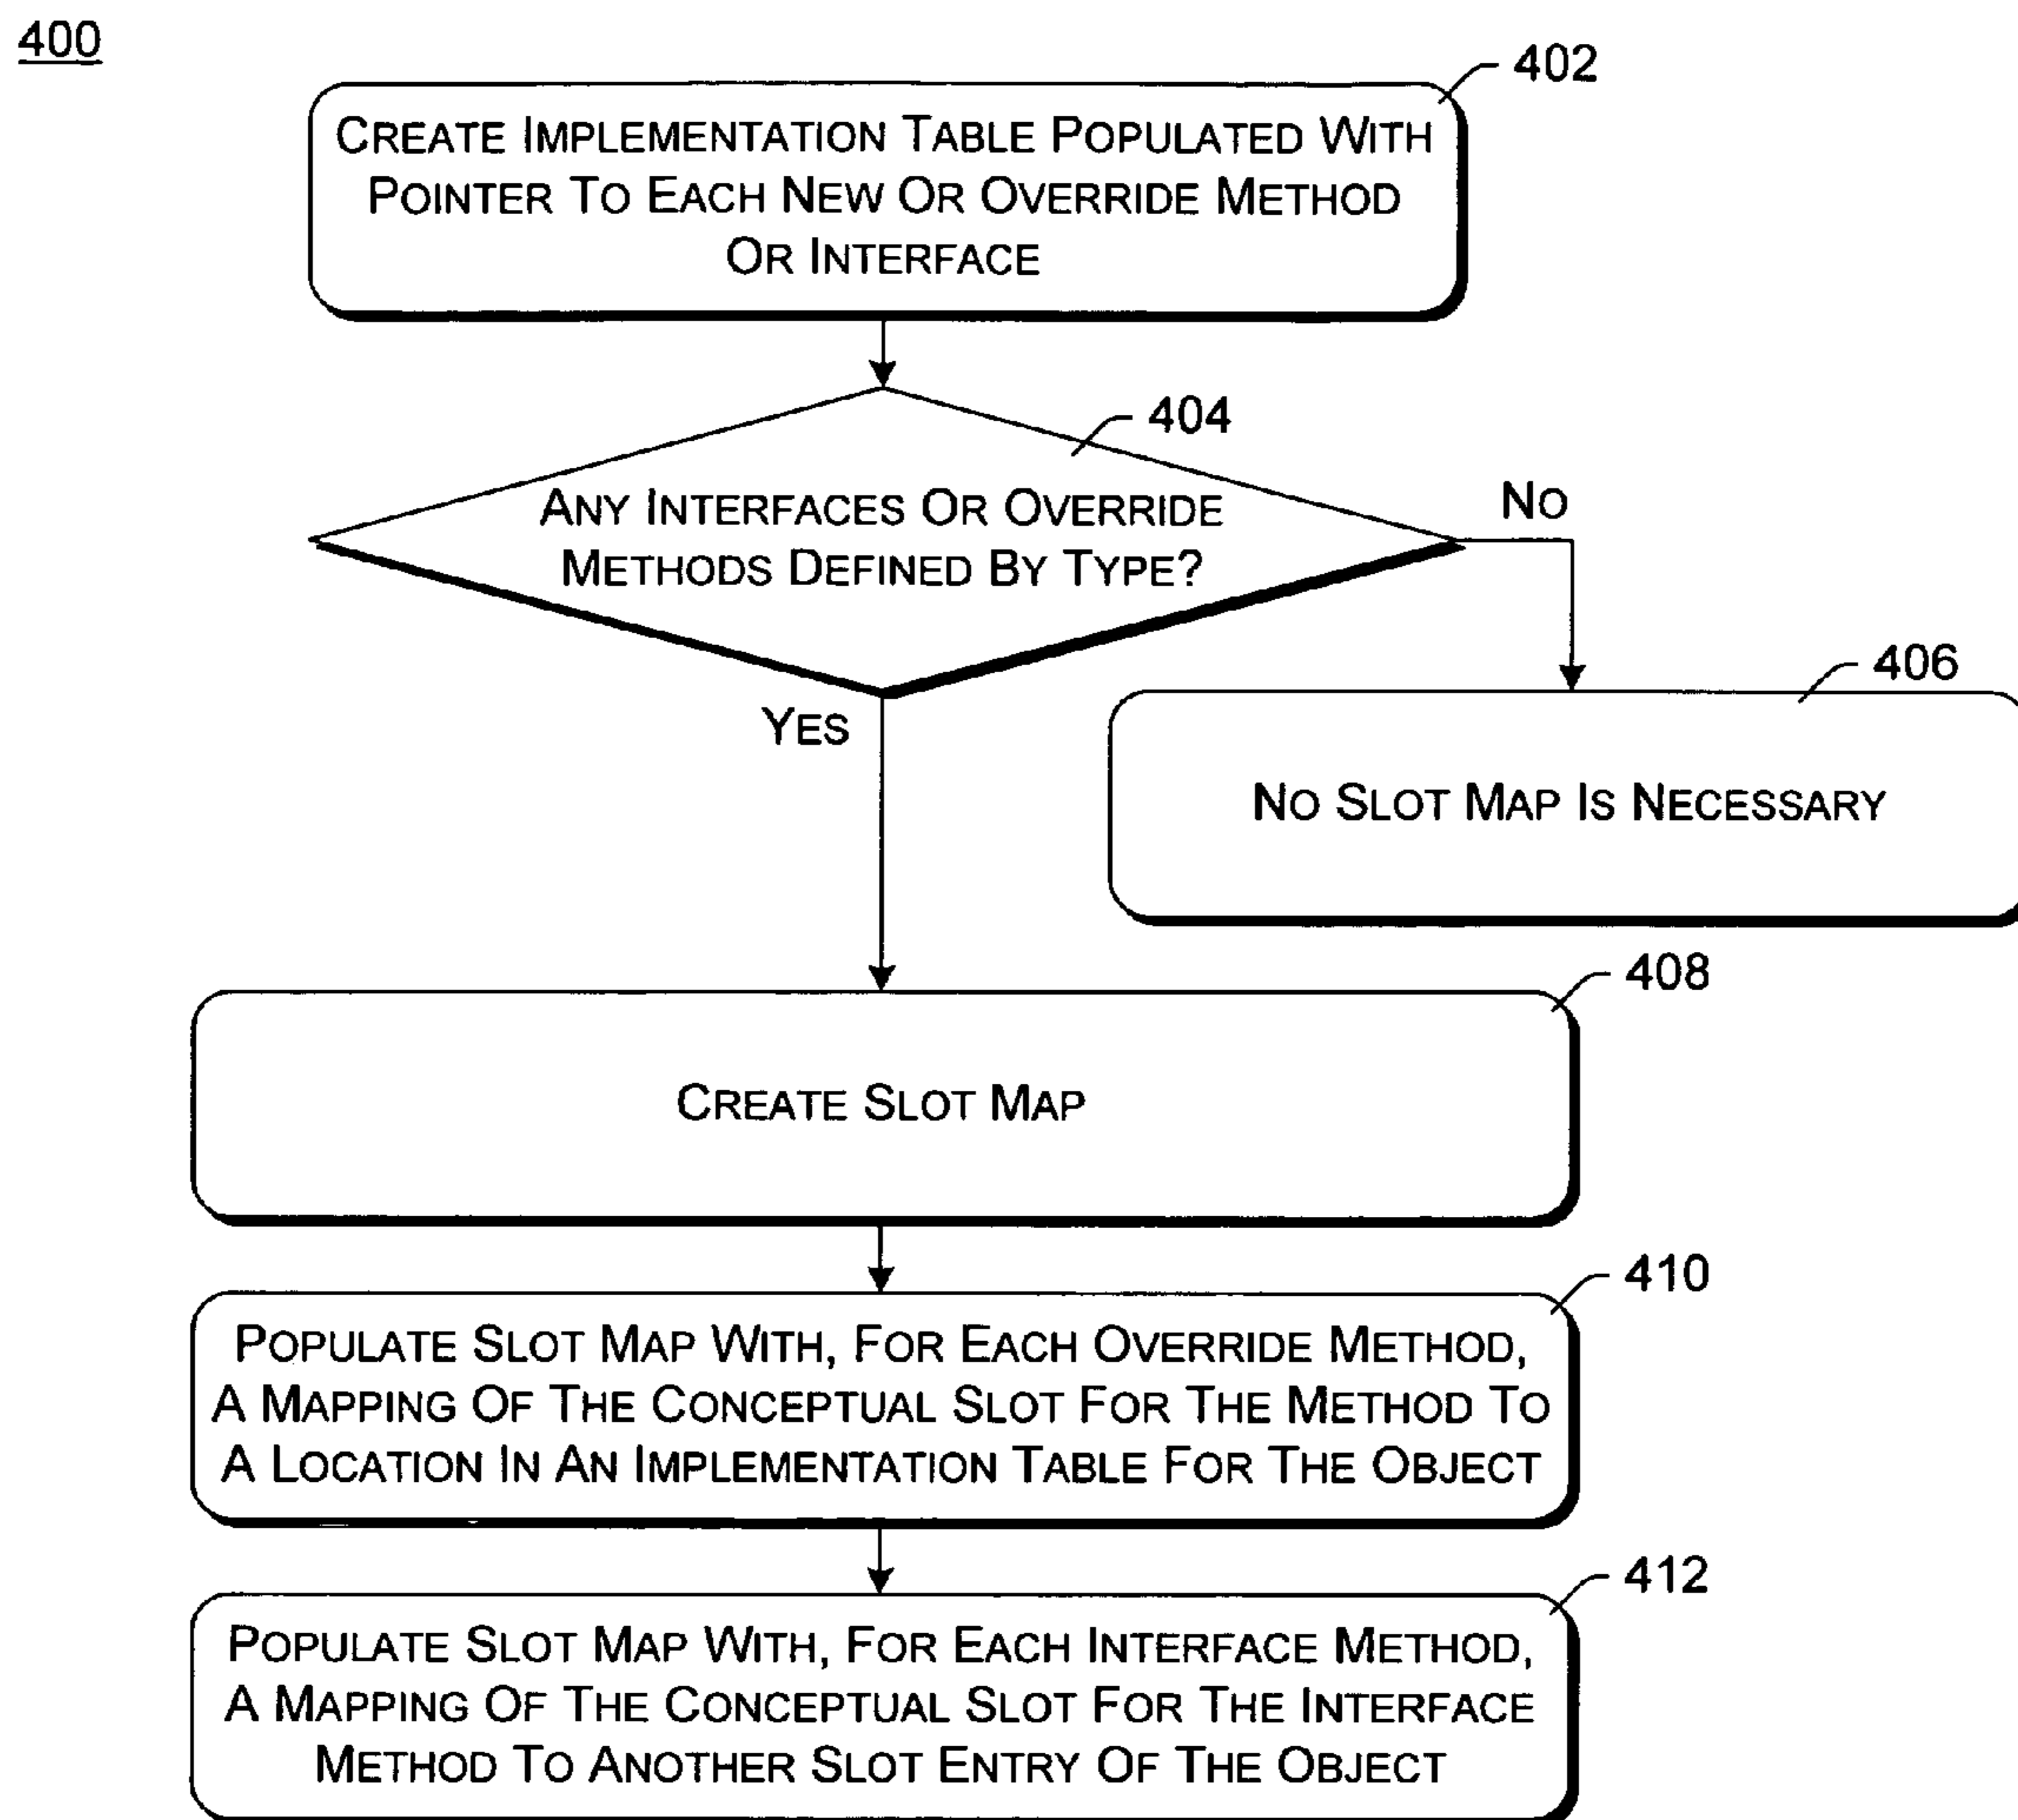 400
402
CREATE IMPLEMENTATION TABLE POPULATED WITH
POINTER TO EACH NEW OR OVERRIDE METHOD
OR INTERFACE
404
ANY INTERFACES OR OVERRIDE
METHODS DEFINED BY TYPE?
NO
YES
406
NO SLOT MAP IS NECESSARY
408
CREATE SLOT MAP
410
POPULATE SLOT MAP WITH, FOR EACH OVERRIDE METHOD,
A MAPPING OF THE CONCEPTUAL SLOT FOR THE METHOD TO
A LOCATION IN AN IMPLEMENTATION TABLE FOR THE OBJECT
412
POPULATE SLOT MAP WITH, FOR EACH INTERFACE METHOD,
A MAPPING OF THE CONCEPTUAL SLOT FOR THE INTERFACE
METHOD TO ANOTHER SLOT ENTRY OF THE OBJECT